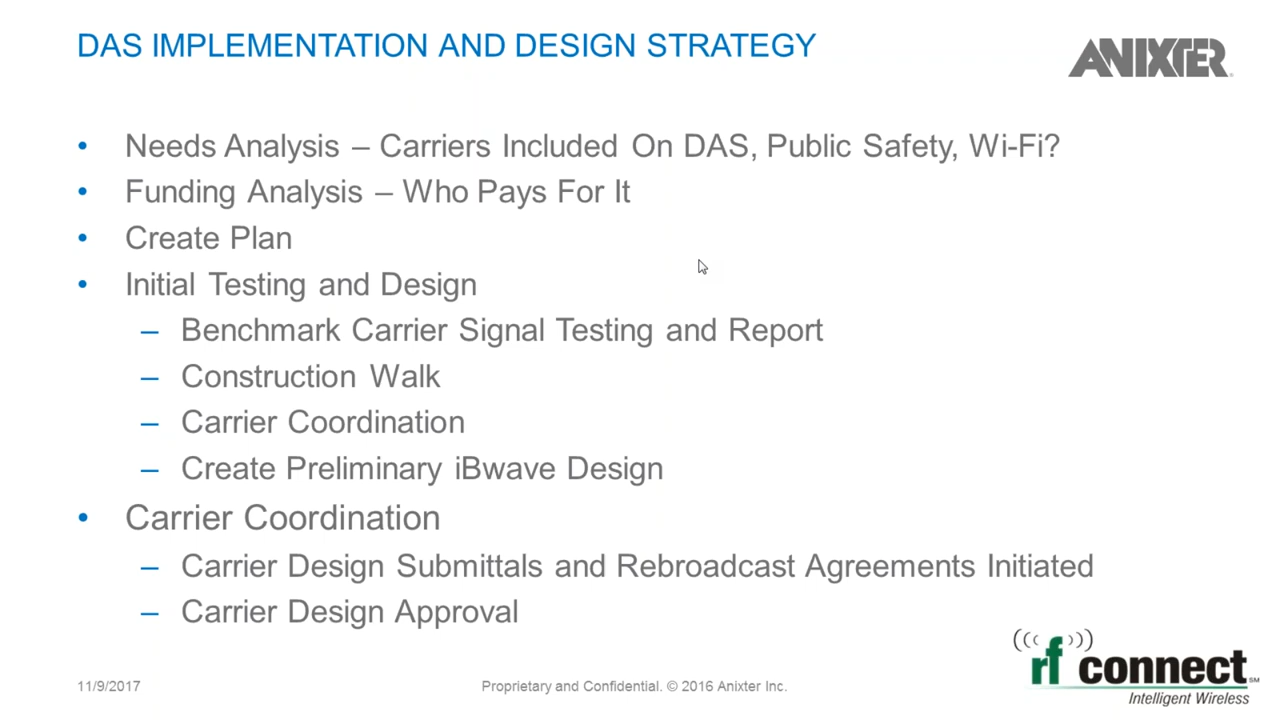 DAS IMPLEMENTATION AND DESIGN STRATEGY
ANIXTER
• Needs Analysis – Carriers Included On DAS, Public Safety, Wi-Fi?
• Funding Analysis – Who Pays For It
• Create Plan
• Initial Testing and Design
– Benchmark Carrier Signal Testing and Report
– Construction Walk
– Carrier Coordination
– Create Preliminary iBwave Design
• Carrier Coordination
– Carrier Design Submittals and Rebroadcast Agreements Initiated
– Carrier Design Approval
11/9/2017
Proprietary and Confidential. © 2016 Anixter Inc.
rf connect SM
Intelligent Wireless